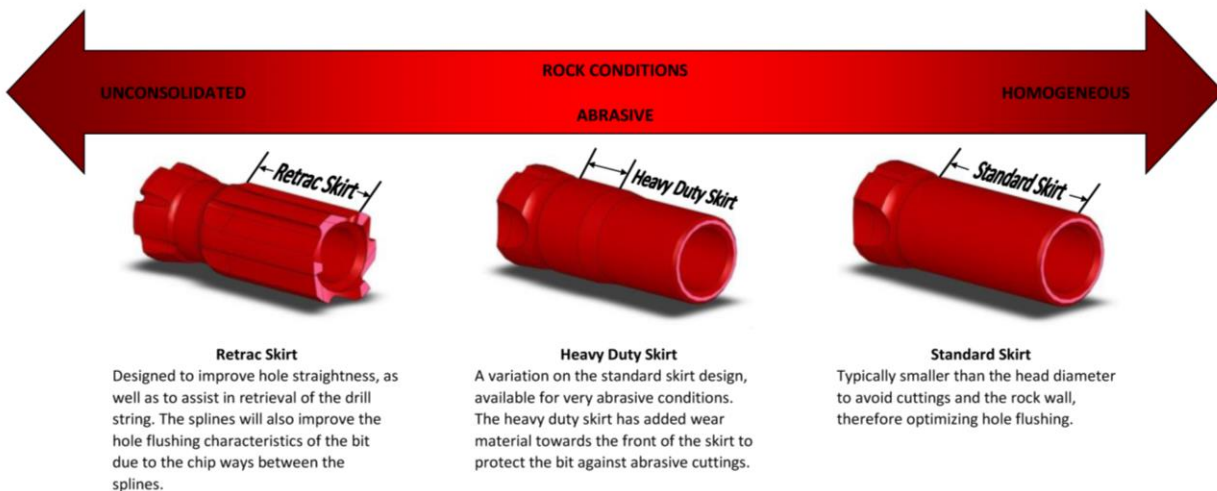 ROCK CONDITIONS
UNCONSOLIDATED
HOMOGENEOUS
ABRASIVE
Retrac Skirt
Heavy Duty Skirt
Standard Skirt
Retrac Skirt
Designed to improve hole straightness, as
well as to assist in retrieval of the drill
string. The splines will also improve the
hole flushing characteristics of the bit
due to the chip ways between the
splines.
Heavy Duty Skirt
A variation on the standard skirt design,
available for very abrasive conditions.
The heavy duty skirt has added wear
material towards the front of the skirt to
protect the bit against abrasive cuttings.
Standard Skirt
Typically smaller than the head diameter
to avoid cuttings and the rock wall,
therefore optimizing hole flushing.